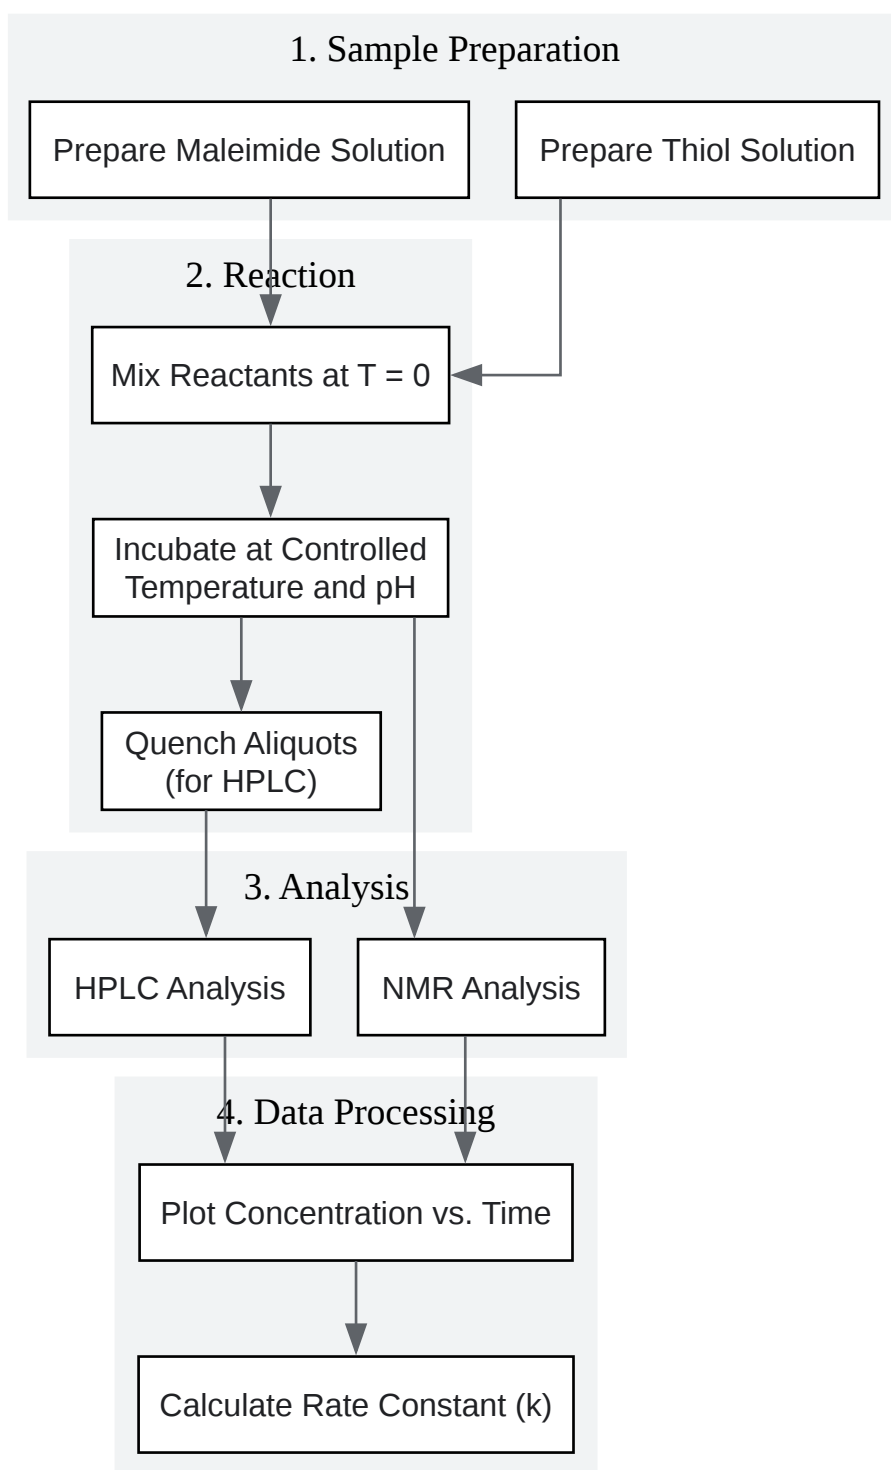 1. Sample Preparation
Prepare Maleimide Solution
Prepare Thiol Solution
2. Reaction
Mix Reactants at T = 0
Incubate at Controlled
Temperature and pH
Quench Aliquots
(for HPLC)
3. Analysis
HPLC Analysis
NMR Analysis
4. Data Processing
Plot Concentration vs. Time
Calculate Rate Constant (k)